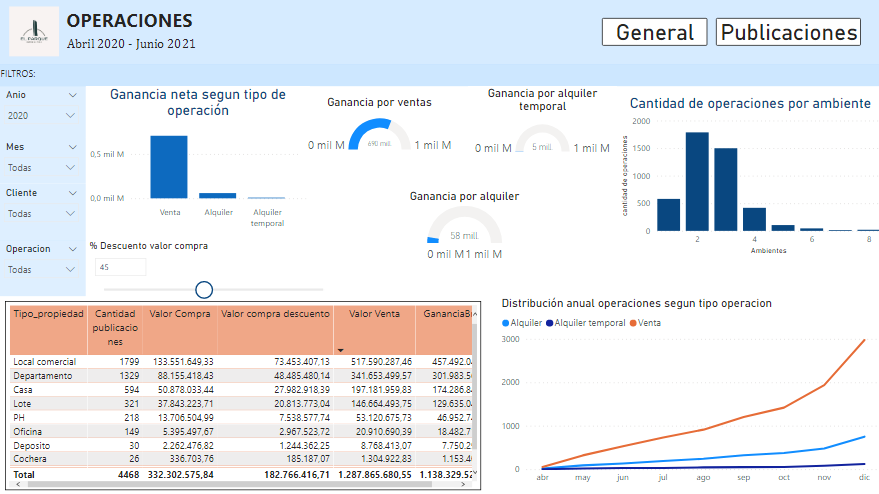 OPERACIONES
Abril 2020 - Junio 2021
EL PARQUE
General
Publicaciones
FILTROS:
Anio
2020
Mes
Todas
Cliente
Todas
Operacion
Todas
Ganancia neta segun tipo de
operación
0,5 mil M
0,0 mil M
Venta
Alquiler
Alquiler
temporal
% Descuento valor compra
45
Ganancia por ventas
690 mill
0 mil M
1 mil M
Ganancia por alquiler
temporal
5 mill
0 mil M
1 mil M
Ganancia por alquiler
58 mill
0 mil M
1 mil M
Cantidad de operaciones por ambiente
cantidad de operaciones
2000
1500
1000
500
0
2 4 6 8
Ambientes
Tipo_propiedad Cantidad publicaciones Valor Compra Valor compra descuento Valor Venta GananciaB
Local comercial 1799 133.551.649,33 73.453.407,13 517.590.287,46 457.492.0
Departamento 1329 88.155.418,43 48.485.480,14 341.653.499,57 301.983.5
Casa 594 50.878.033,44 27.982.918,39 197.181.959,83 174.286.8
Lote 321 37.843.223,71 20.813.773,04 146.664.493,75 129.635.0
PH 218 13.706.504,99 7.538.577,74 53.120.675,73 46.952.7
Oficina 149 5.395.497,67 2.967.523,72 20.910.690,39 18.482.7
Deposito 30 2.262.476,82 1.244.362,25 8.768.413,07 7.750.2
Cochera 26 336.703,76 185.187,07 1.304.922,83 1.153.4
Total 4468 332.302.575,84 182.766.416,71 1.287.865.680,55 1.138.329.5
Distribución anual operaciones segun tipo operacion
Alquiler Alquiler temporal Venta
3000
2000
1000
0
abr may jun jul ago sep oct nov dic